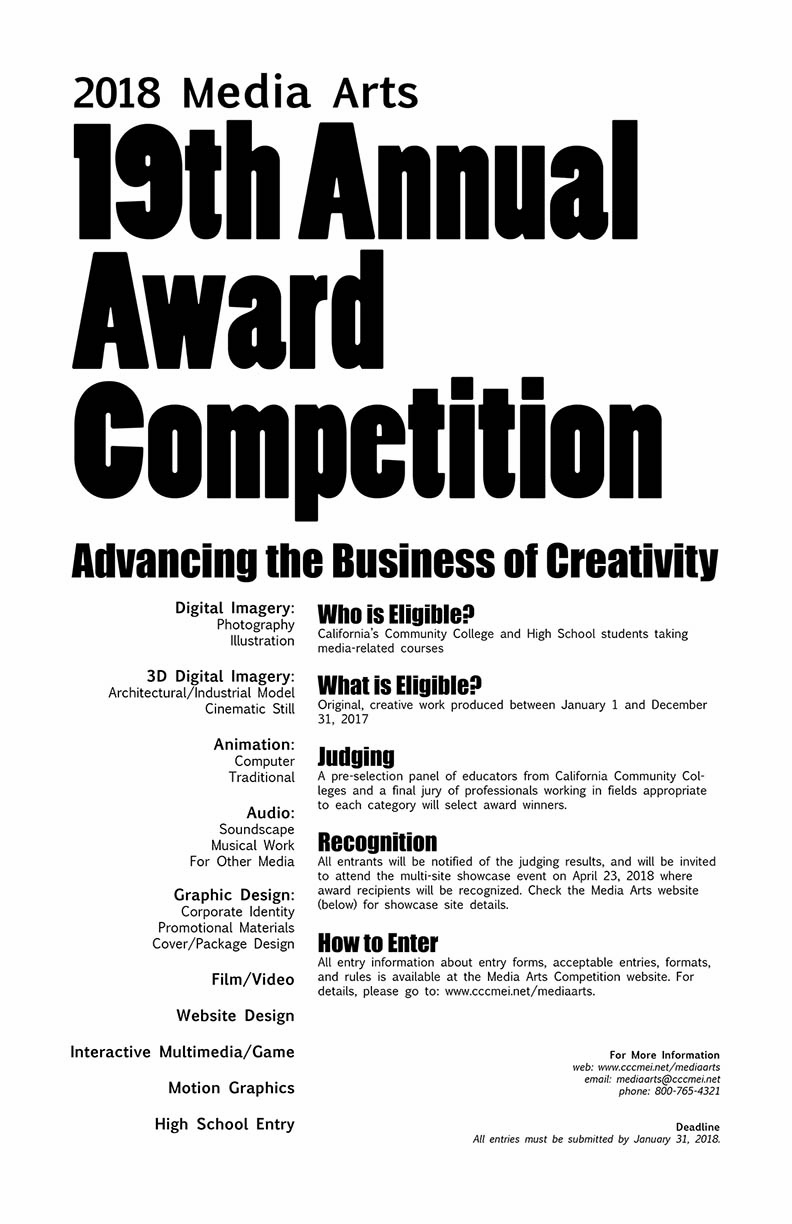 2018 Media Arts
19th Annual
Award
Competition
Advancing the Business of Creativity
Digital Imagery:
Photography
Illustration
3D Digital Imagery:
Architectural/Industrial Model
Cinematic Still
Animation:
Computer
Traditional
Audio:
Soundscape
Musical Work
For Other Media
Graphic Design:
Corporate Identity
Promotional Materials
Cover/Package Design
Film/Video
Website Design
Interactive Multimedia/Game
Motion Graphics
High School Entry
Who is Eligible?
California's Community College and High School students taking
media-related courses
What is Eligible?
Original, creative work produced between January 1 and December
31, 2017
Judging
A pre-selection panel of educators from California Community Col-
leges and a final jury of professionals working in fields appropriate
to each category will select award winners.
Recognition
All entrants will be notified of the judging results, and will be invited
to attend the multi-site showcase event on April 23, 2018 where
award recipients will be recognized. Check the Media Arts website
(below) for showcase site details.
How to Enter
All entry information about entry forms, acceptable entries, formats,
and rules is available at the Media Arts Competition website. For
details, please go to: www.cccmei.net/mediaarts.
For More Information
web: www.cccmei.net/mediaarts
email: mediaarts@cccmei.net
phone: 800-765-4321
Deadline
All entries must be submitted by January 31, 2018.